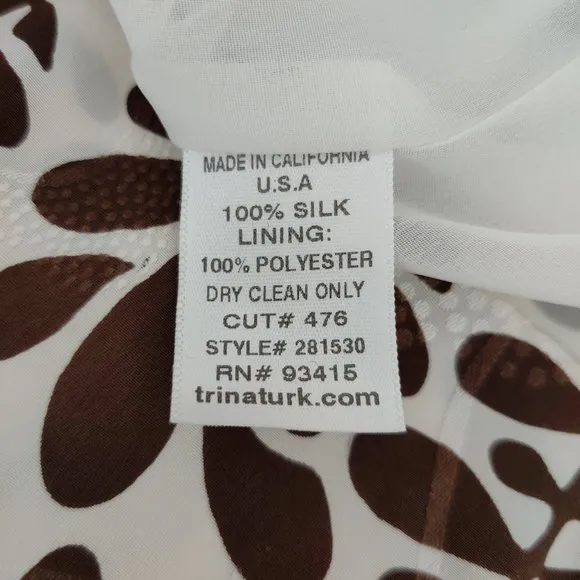 MADE IN CALIFORNIA
U.S.A
100% SILK
LINING:
100% POLYESTER
DRY CLEAN ONLY
CUT# 476
STYLE# 281530
RN# 93415
trinaturk.com